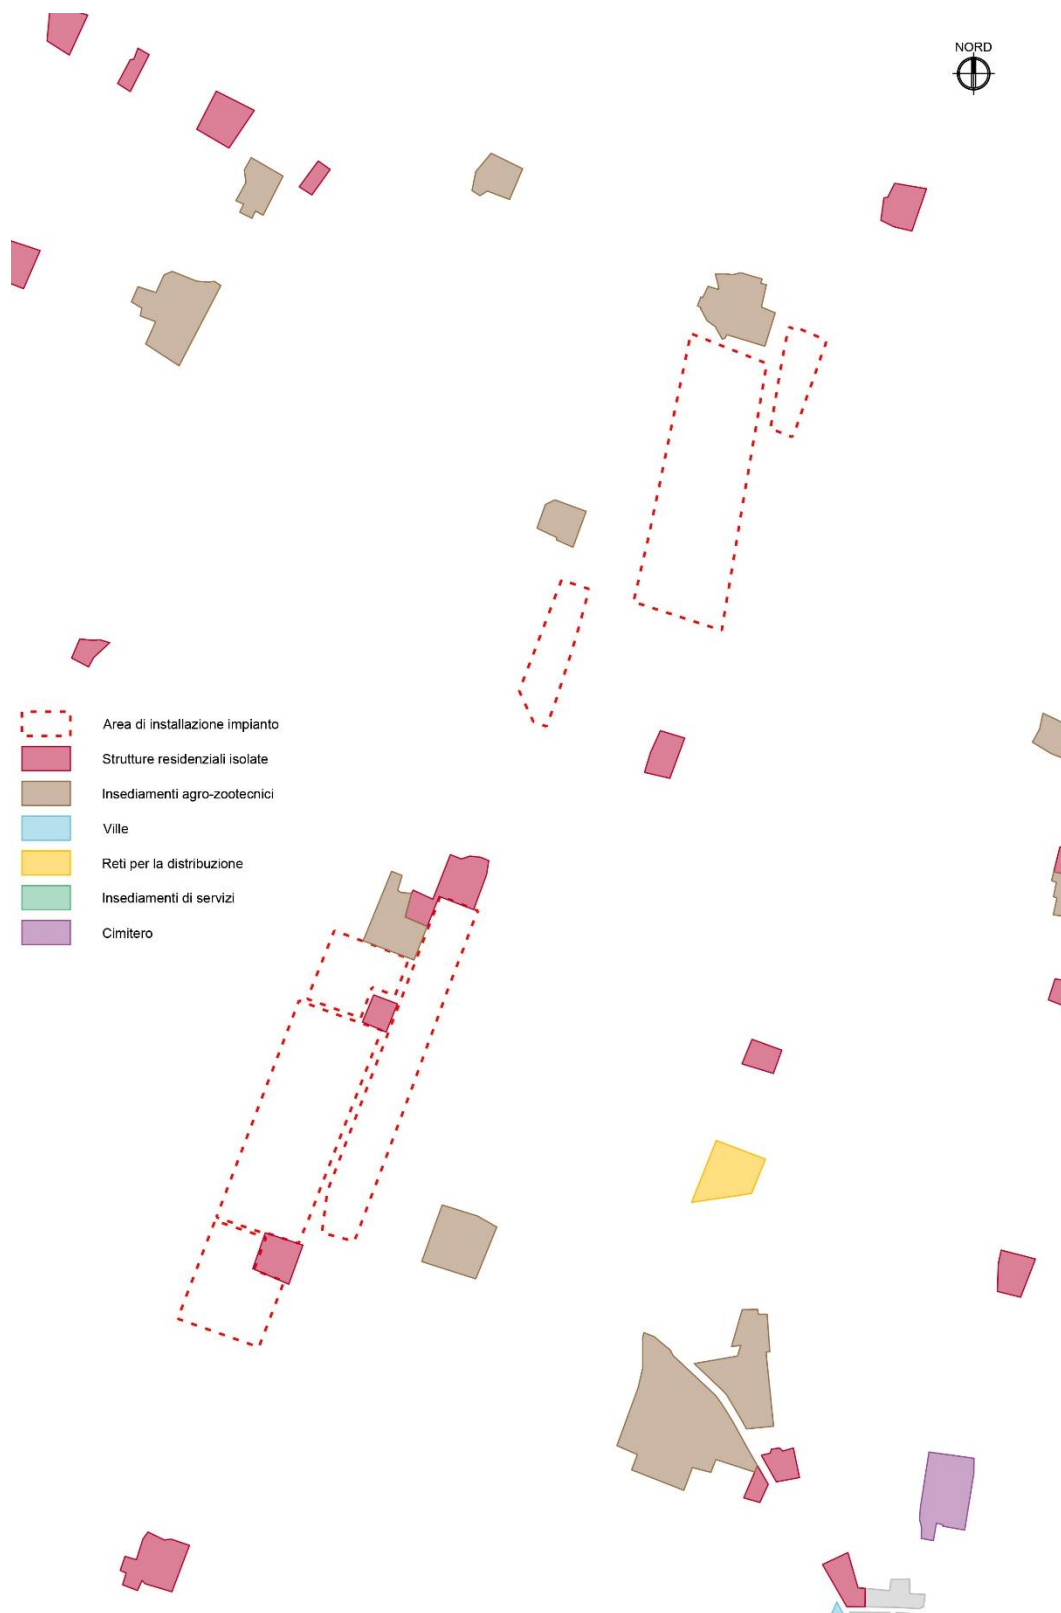 NORD
Area di installazione impianto
Strutture residenziali isolate
Insediamenti agro-zootecnici
Ville
Reti per la distribuzione
Insediamenti di servizi
Cimitero